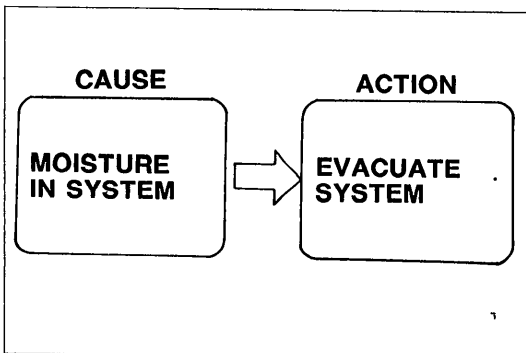 CAUSE
ACTION
MOISTURE
IN SYSTEM
EVACUATE
SYSTEM